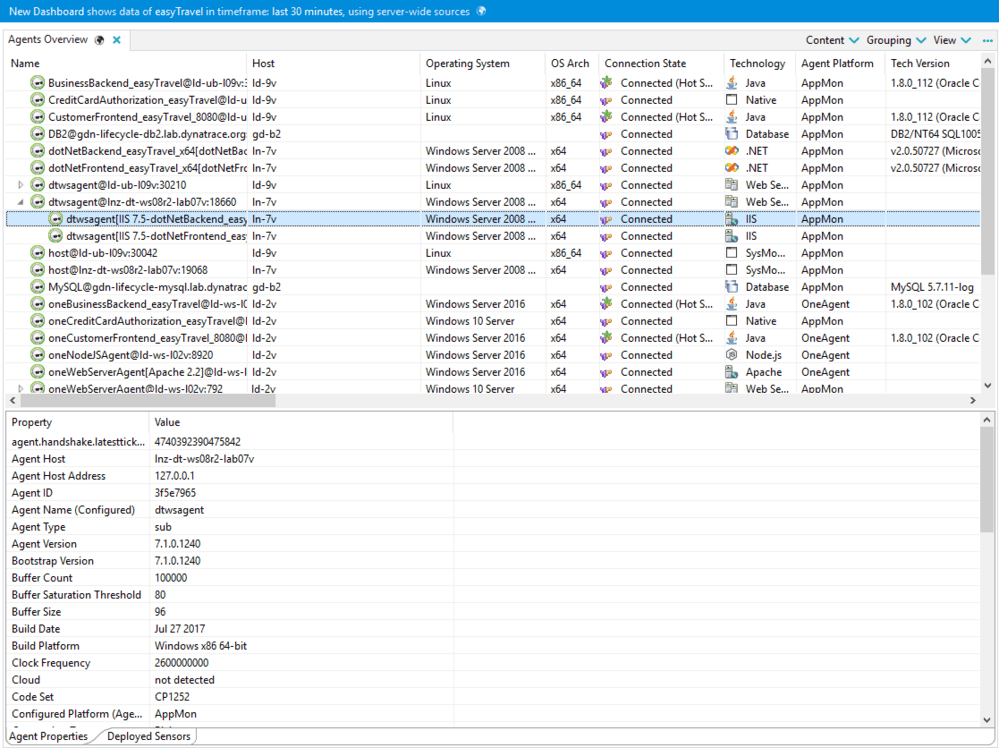 New Dashboard shows data of easyTravel in timeframe: last 30 minutes, using server-wide sources
Agents Overview Content Grouping View
Name Host Operating System OS Arch Connection State Technology Agent Platform Tech Version
BusinessBackend_easyTravel@ld-ub-l09v:3 ld-9v Linux x86_64 Connected (Hot S... Java AppMon 1.8.0_112 (Oracle C
CreditCardAuthorization_easyTravel@ld-u ld-9v Linux x86_64 Connected Native AppMon
CustomerFrontend_easyTravel_8080@ld-u ld-9v Linux x86_64 Connected (Hot S... Java AppMon 1.8.0_112 (Oracle C
DB2@gdn-lifecycle-db2.lab.dynatrace.org: gd-b2 Connected Database AppMon DB2/NT64 SQL1005
dotNetBackend_easyTravel_x64[dotNetBac ln-7v Windows Server 2008 ... x64 Connected .NET AppMon v2.0.50727 (Microso
dotNetFrontend_easyTravel_x64[dotNetFro ln-7v Windows Server 2008 ... x64 Connected .NET AppMon v2.0.50727 (Microso
dtwsagent@ld-ub-l09v:30210 ld-9v Linux x86_64 Connected Web Se... AppMon
dtwsagent@lnz-dt-ws08r2-lab07v:18660 ln-7v Windows Server 2008 ... x64 Connected Web Se... AppMon
dtwsagent[IIS 7.5-dotNetBackend_easy ln-7v Windows Server 2008 ... x64 Connected IIS AppMon
dtwsagent[IIS 7.5-dotNetFrontend_easy ln-7v Windows Server 2008 ... x64 Connected IIS AppMon
host@ld-ub-l09v:30042 ld-9v Linux x86_64 Connected SysMo... AppMon
host@lnz-dt-ws08r2-lab07v:19068 ln-7v Windows Server 2008 ... x64 Connected SysMo... AppMon
MySQL@gdn-lifecycle-mysql.lab.dynatrace gd-b2 Connected Database AppMon MySQL 5.7.11-log
oneBusinessBackend_easyTravel@ld-ws-l0 ld-2v Windows Server 2016 x64 Connected (Hot S... Java OneAgent 1.8.0_102 (Oracle C
oneCreditCardAuthorization_easyTravel@l ld-2v Windows 10 Server x64 Connected Native AppMon
oneCustomerFrontend_easyTravel_8080@l ld-2v Windows Server 2016 x64 Connected (Hot S... Java OneAgent 1.8.0_102 (Oracle C
oneNodeJSAgent@ld-ws-l02v:8920 ld-2v Windows Server 2016 x64 Connected Node.js OneAgent
oneWebServerAgent[Apache 2.2]@ld-ws-l ld-2v Windows Server 2016 x64 Connected Apache OneAgent
oneWebServerAgent@ld-ws-l02v:792 ld-2v Windows 10 Server x64 Connected Web Se... AppMon
Property Value
agent.handshake.latesttick... 4740392390475842
Agent Host lnz-dt-ws08r2-lab07v
Agent Host Address 127.0.0.1
Agent ID 3f5e7965
Agent Name (Configured) dtwsagent
Agent Type sub
Agent Version 7.1.0.1240
Bootstrap Version 7.1.0.1240
Buffer Count 100000
Buffer Saturation Threshold 80
Buffer Size 96
Build Date Jul 27 2017
Build Platform Windows x86 64-bit
Clock Frequency 2600000000
Cloud not detected
Code Set CP1252
Configured Platform (Age... AppMon
Agent Properties Deployed Sensors